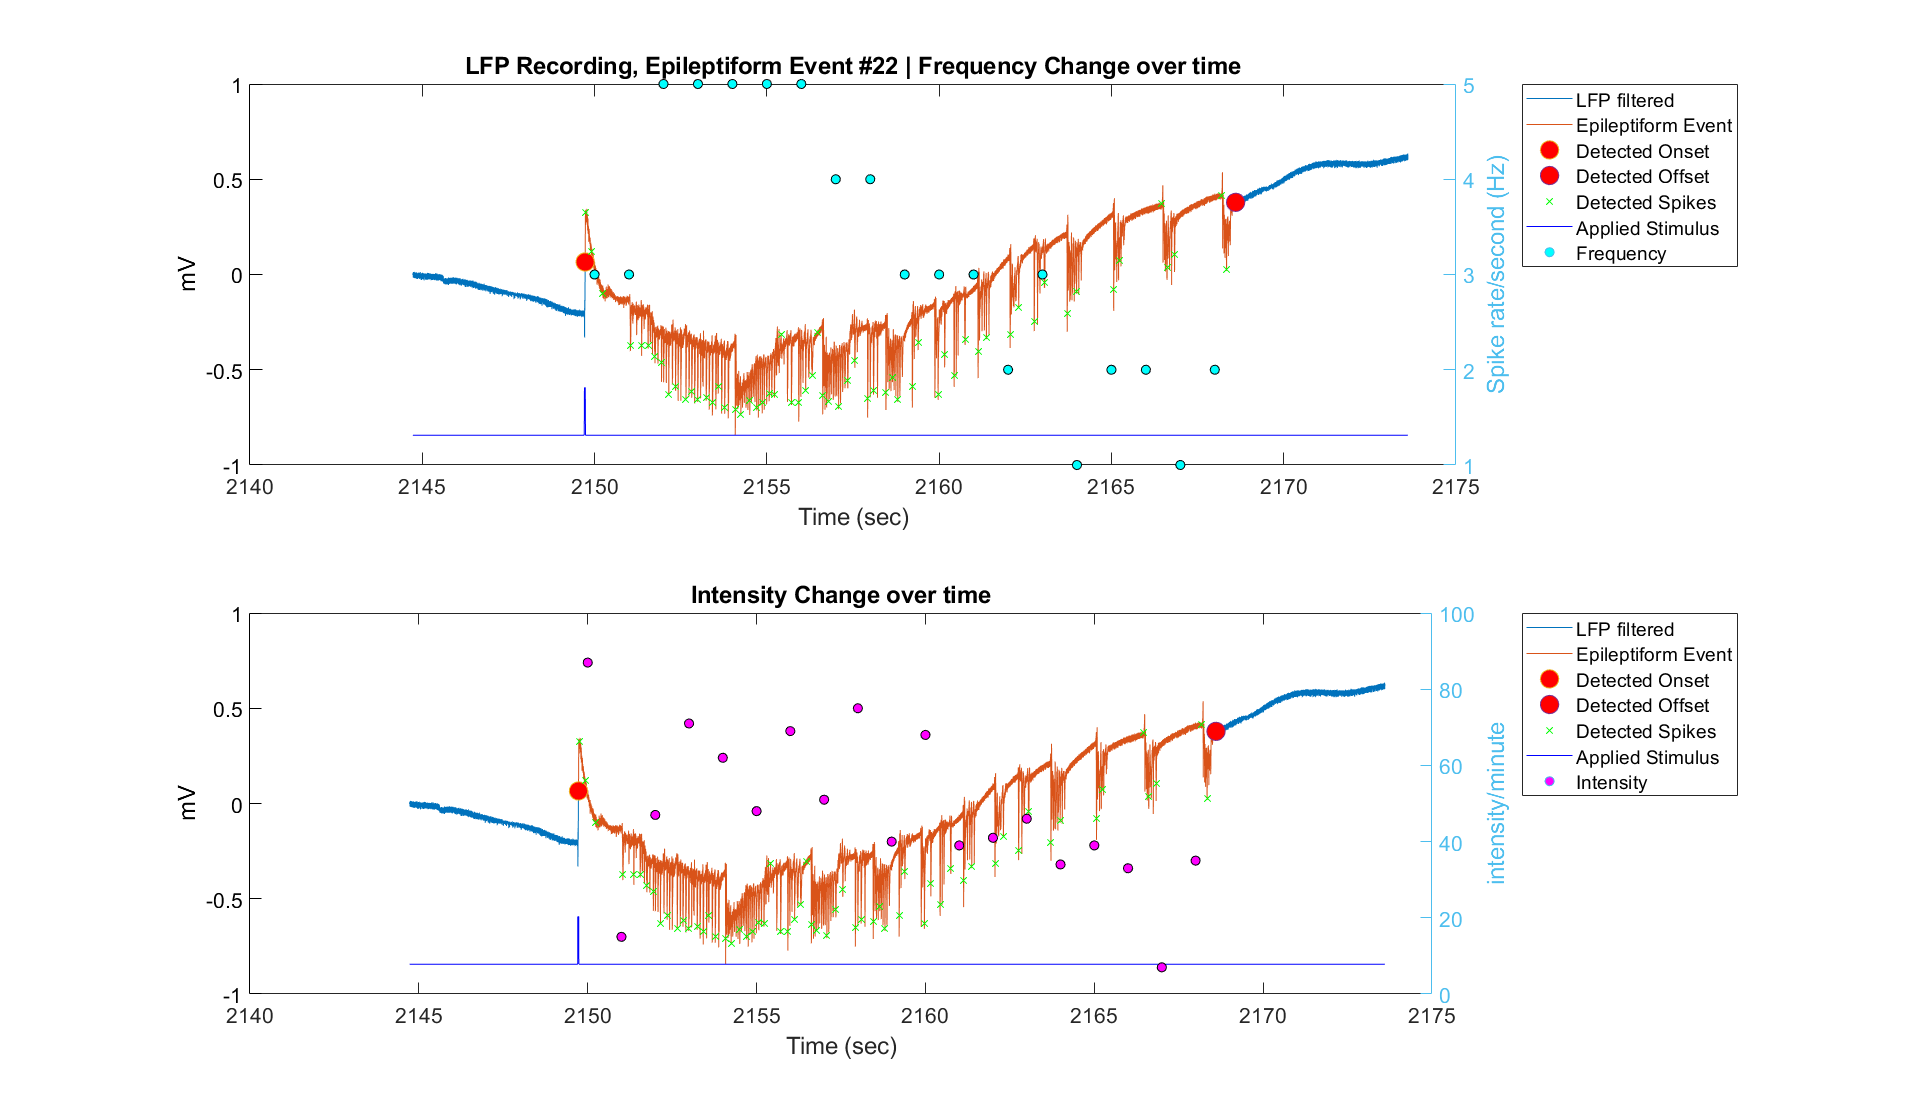 LFP Recording, Epileptiform Event #22 | Frequency Change over time
1
0.5
0
-0.5
-1
mV
5
4
3
2
1
Spike rate/second (Hz)
2140 2145 2150 2155 2160 2165 2170 2175
Time (sec)
LFP filtered
Epileptiform Event
Detected Onset
Detected Offset
Detected Spikes
Applied Stimulus
Frequency
Intensity Change over time
1
0.5
0
-0.5
-1
mV
100
80
60
40
20
0
intensity/minute
2140 2145 2150 2155 2160 2165 2170 2175
Time (sec)
LFP filtered
Epileptiform Event
Detected Onset
Detected Offset
Detected Spikes
Applied Stimulus
Intensity